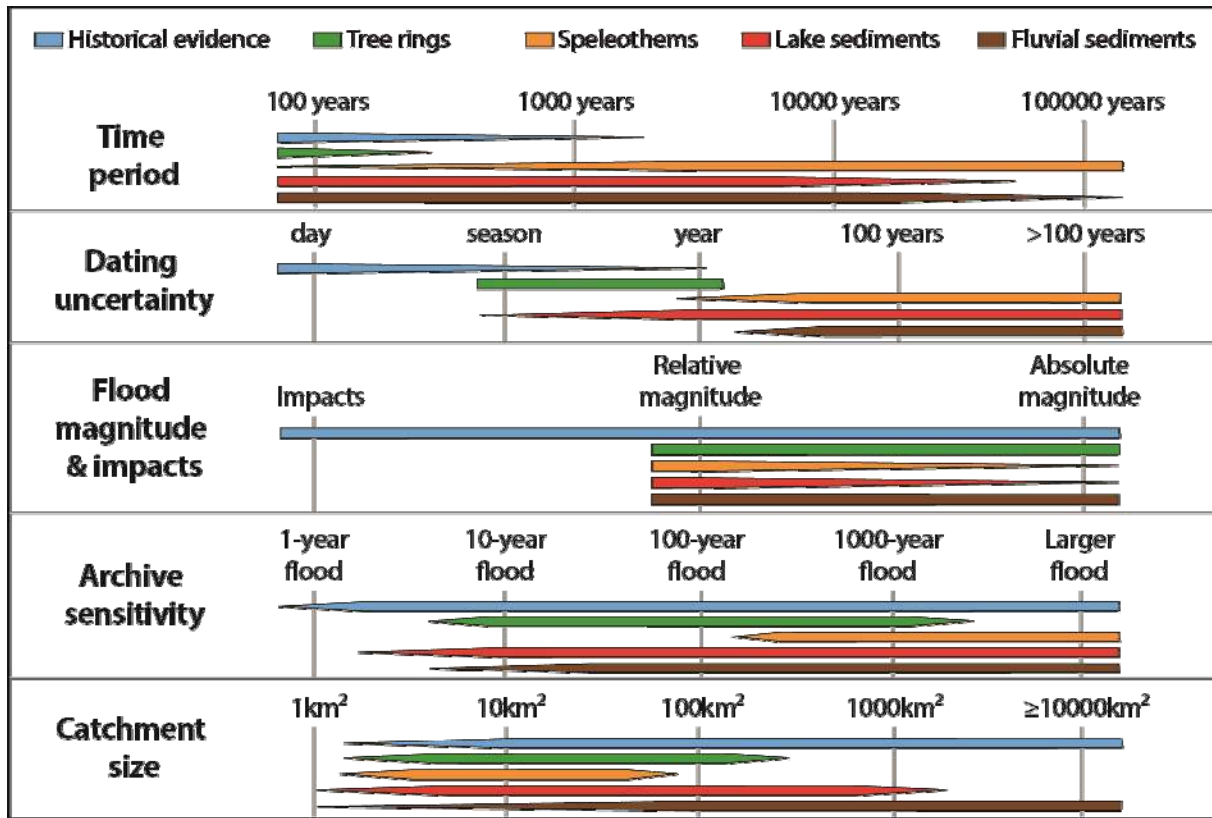 Historical evidence Tree rings Speleothems Lake sediments Fluvial sediments
100 years 1000 years 10000 years 100000 years
Time
period
day season year 100 years >100 years
Dating
uncertainty
Relative Absolute
Impacts magnitude magnitude
Flood
magnitude
& impacts
1-year 10-year 100-year 1000-year Larger
flood flood flood flood flood
Archive
sensitivity
1km² 10km² 100km² 1000km² ≥10000km²
Catchment
size